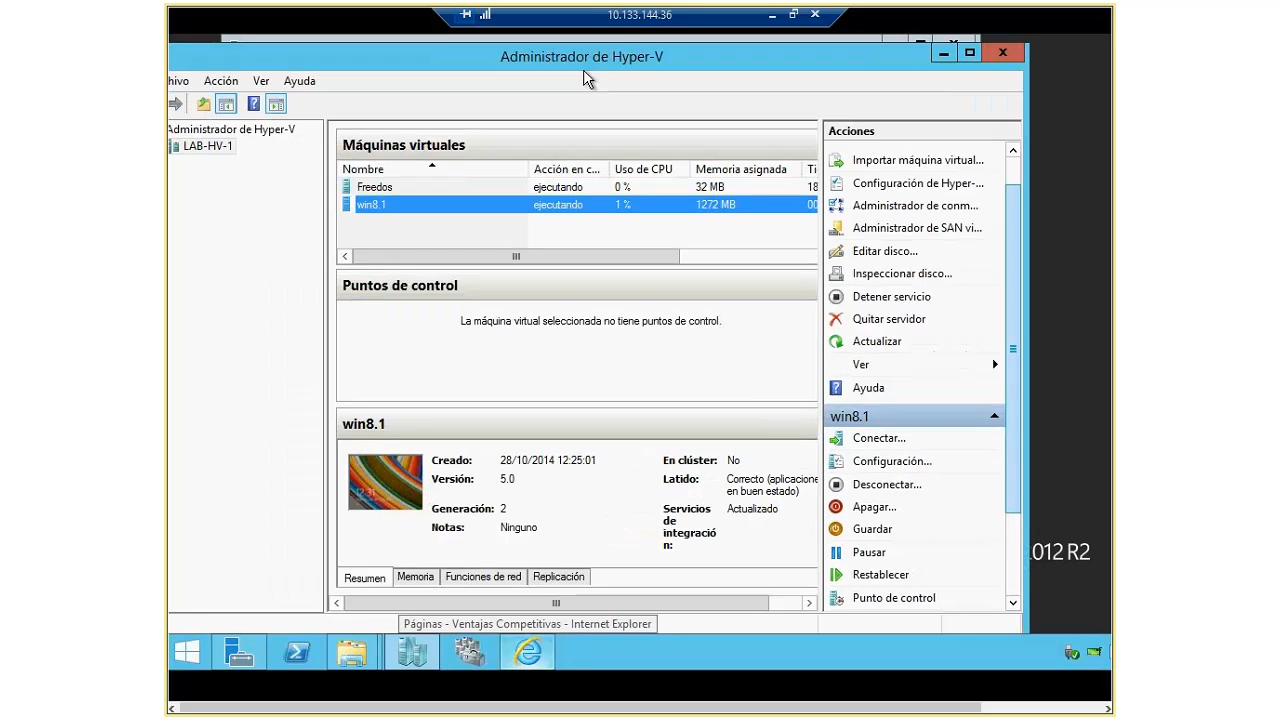 10.133.144.36
Administrador de Hyper-V
hivo Acción Ver Ayuda
Administrador de Hyper-V
LAB-HV-1
Máquinas virtuales
Nombre Acción en c... Uso de CPU Memoria asignada Ti
Freedos ejecutando 0 % 32 MB 18
win8.1 ejecutando 1 % 1272 MB 00
Puntos de control
La máquina virtual seleccionada no tiene puntos de control.
win8.1
12:31
Creado: 28/10/2014 12:25:01
Versión: 5.0
Generación: 2
Notas: Ninguno
En clúster: No
Latido: Correcto (aplicacione
en buen estado)
Servicios Actualizado
de
integració
n:
Resumen Memoria Funciones de red Replicación
Páginas - Ventajas Competitivas - Internet Explorer
Acciones
Importar máquina virtual...
Configuración de Hyper-...
Administrador de conm...
Administrador de SAN vi...
Editar disco...
Inspeccionar disco...
Detener servicio
Quitar servidor
Actualizar
Ver
Ayuda
win8.1
Conectar...
Configuración...
Desconectar...
Apagar...
Guardar
Pausar
Restablecer
Punto de control
.012 R2